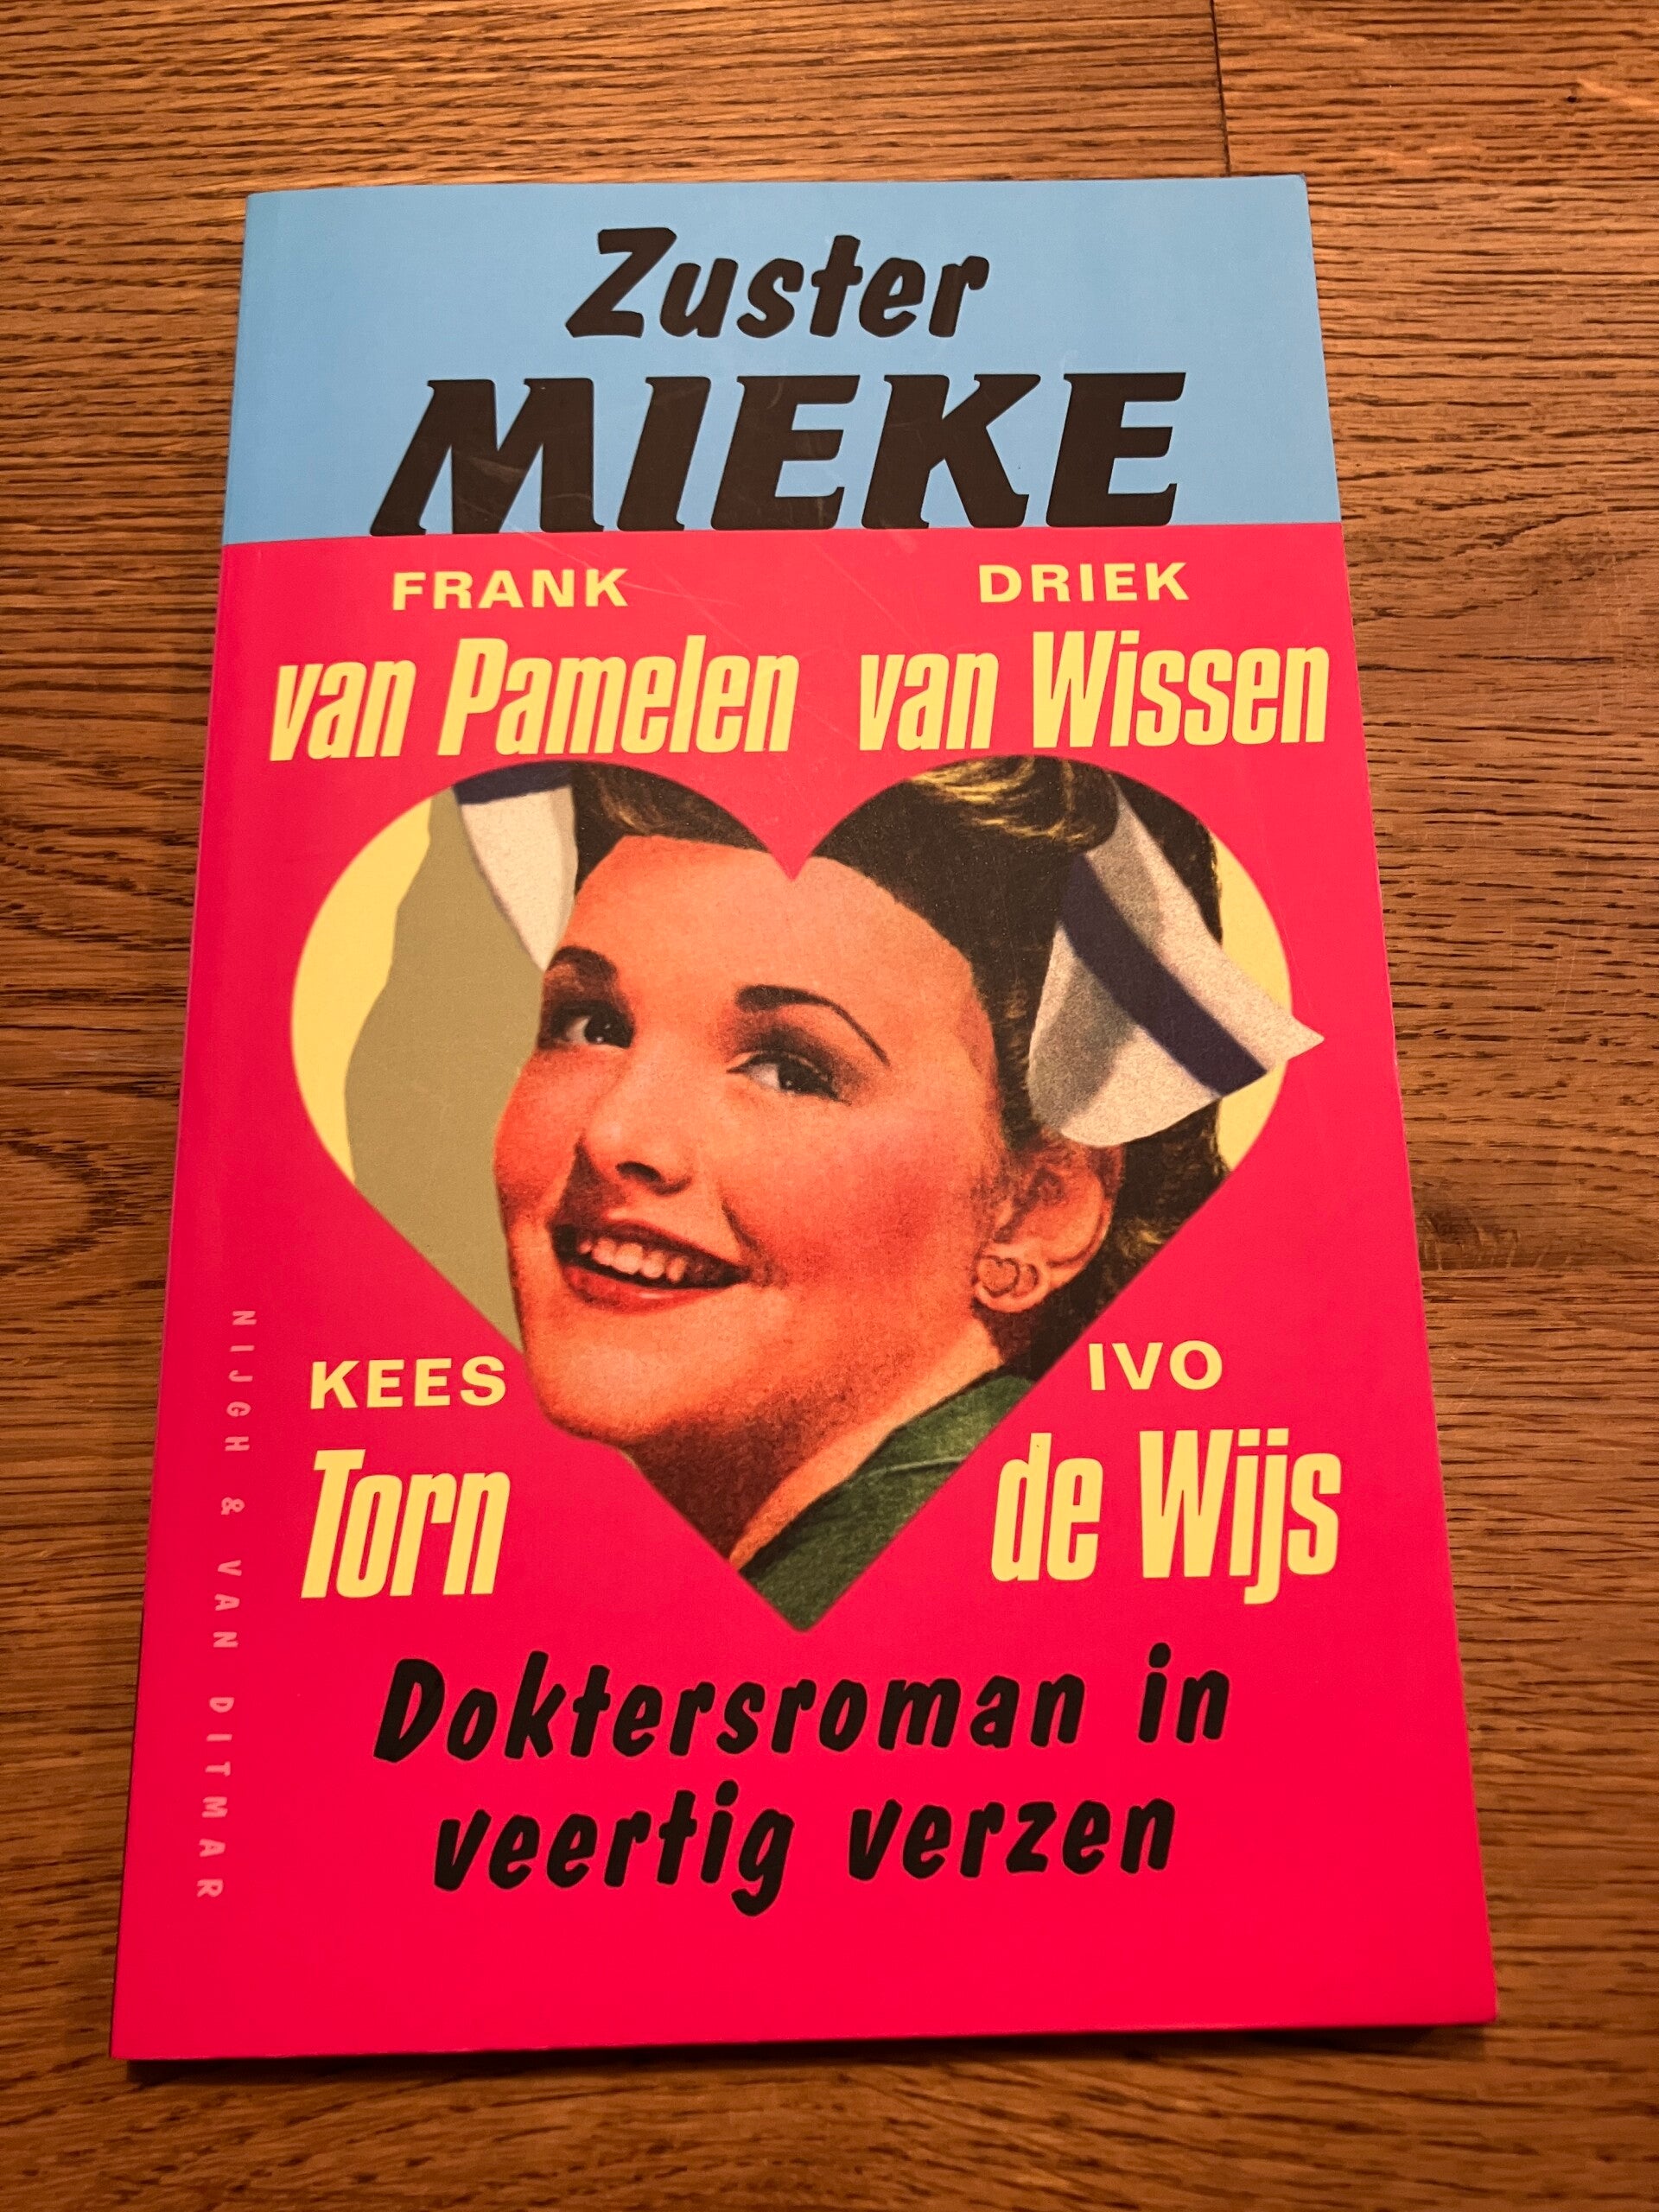 Zuster
MIEKE
FRANK
van Pamelen
DRIEK
van Wissen
KEES
Torn
IVO
de Wijs
Doktersroman in
veertig verzen
NIJGH & VAN DITMAR